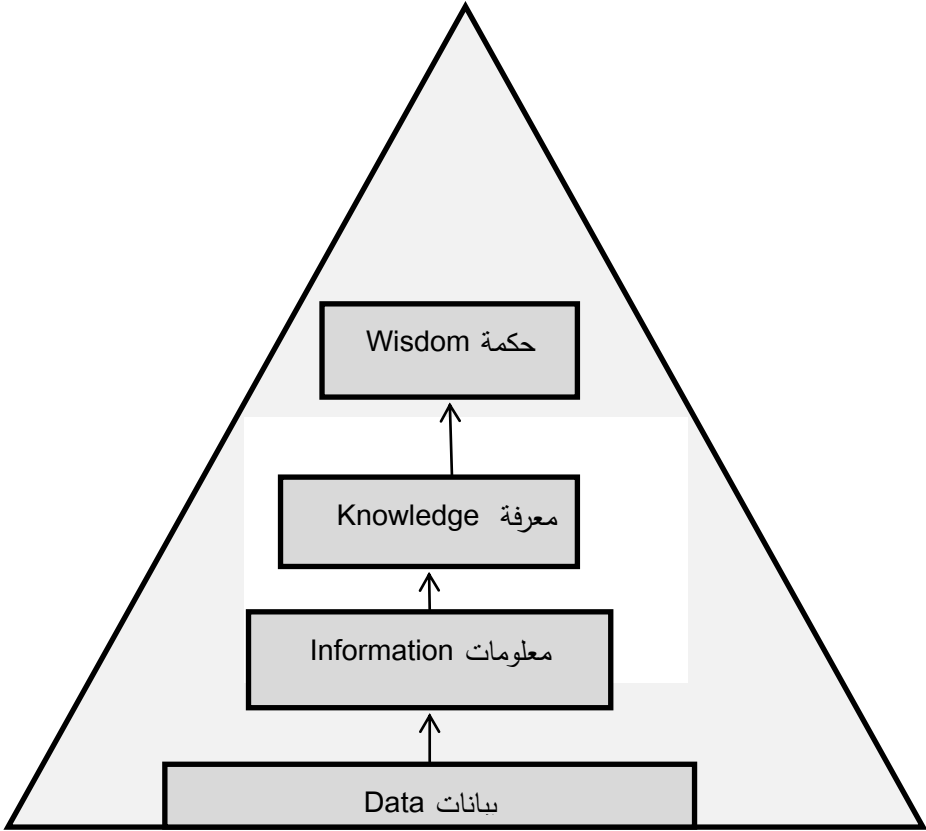 حكمة Wisdom
معرفة Knowledge
معلومات Information
بيانات Data